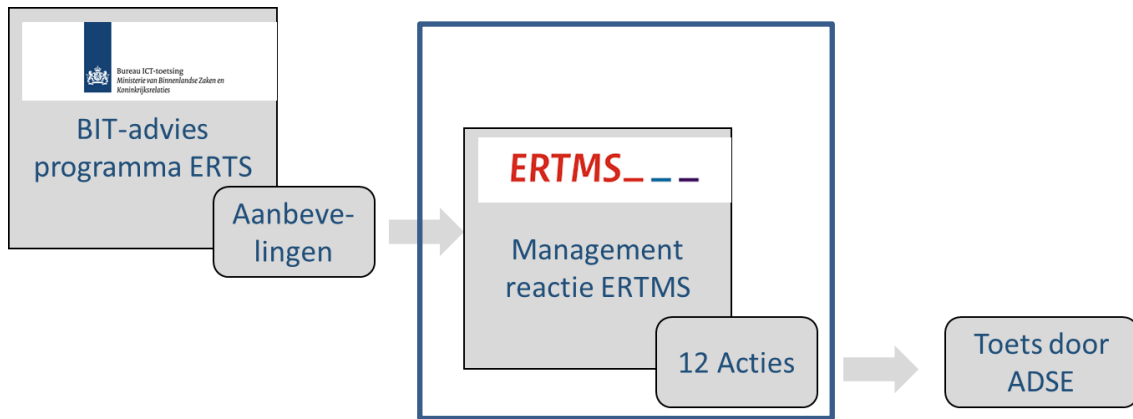 Bureau ICT-toetsing
Ministerie van Binnenlandse Zaken en
Koninkrijksrelaties
BIT-advies
programma ERTS
Aanbeve-
lingen
ERTMS
Management
reactie ERTMS
12 Acties
Toets door
ADSE